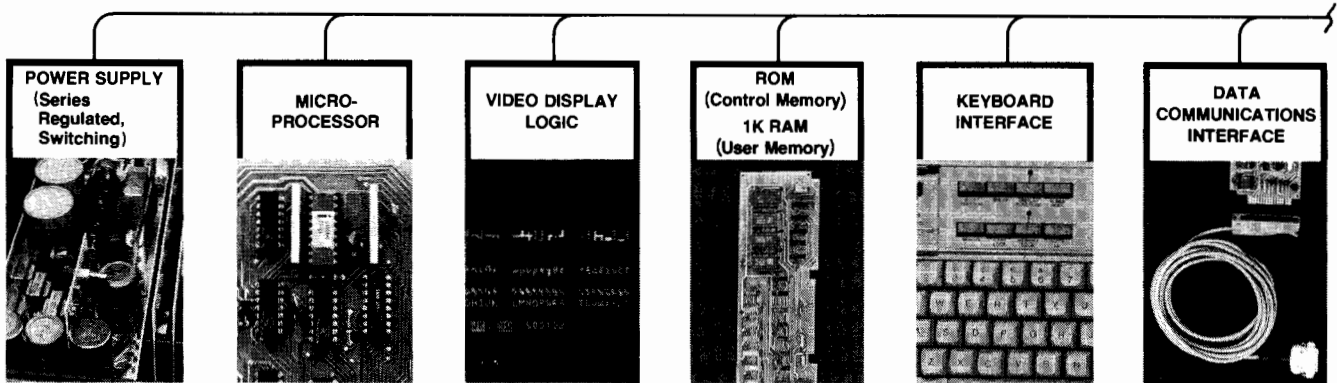 POWER SUPPLY
(Series
Regulated,
Switching)
MICRO-
PROCESSOR
VIDEO DISPLAY
LOGIC
ROM
(Control Memory)
1K RAM
(User Memory)
KEYBOARD
INTERFACE
DATA
COMMUNICATIONS
INTERFACE